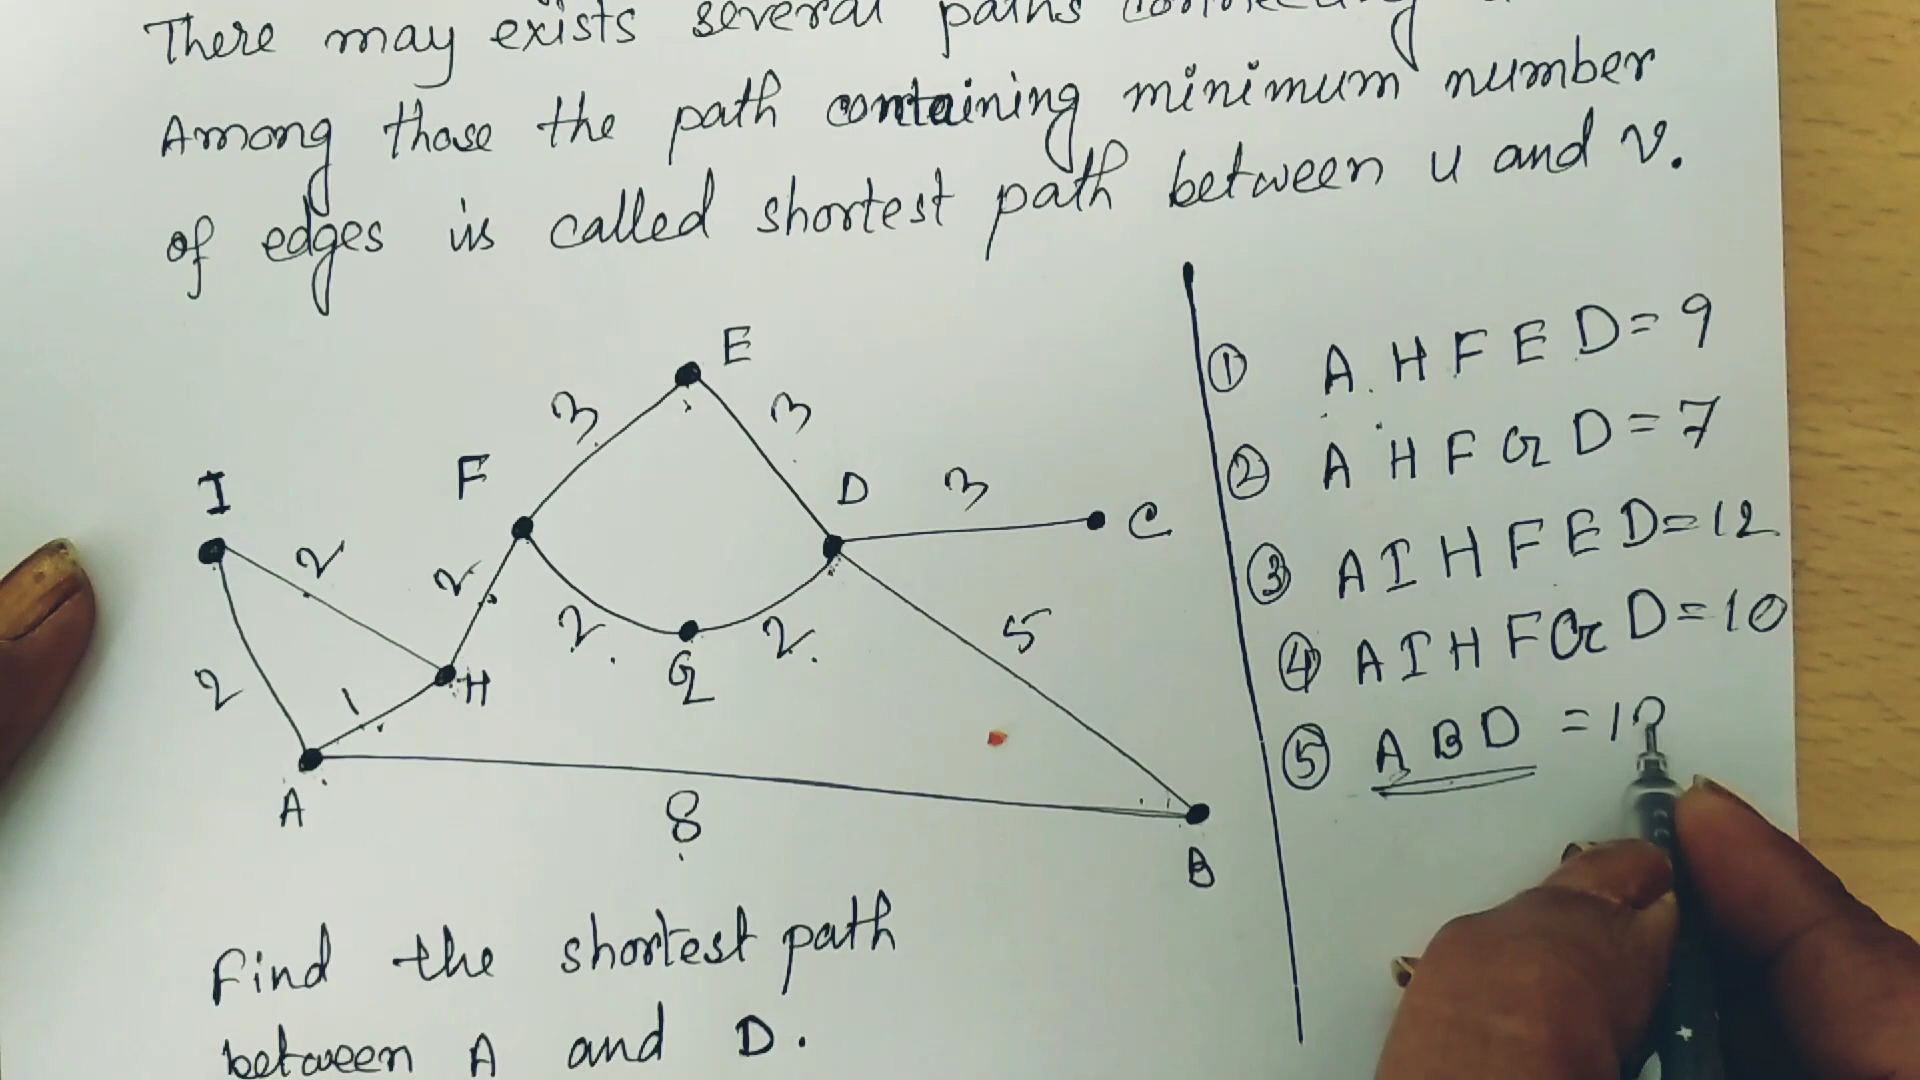 There may exists several paths
Among those the path containing minimum number
of edges is called shortest path between u and v.
E
3
3
F
D
3
C
I
2
2
2
2
G
5
H
2
1
A
8
B
① A H F E D = 9
② A H F G D = 7
③ A I H F E D = 12
④ A I H F G D = 10
⑤ A B D = 1
Find the shortest path
between A and D.